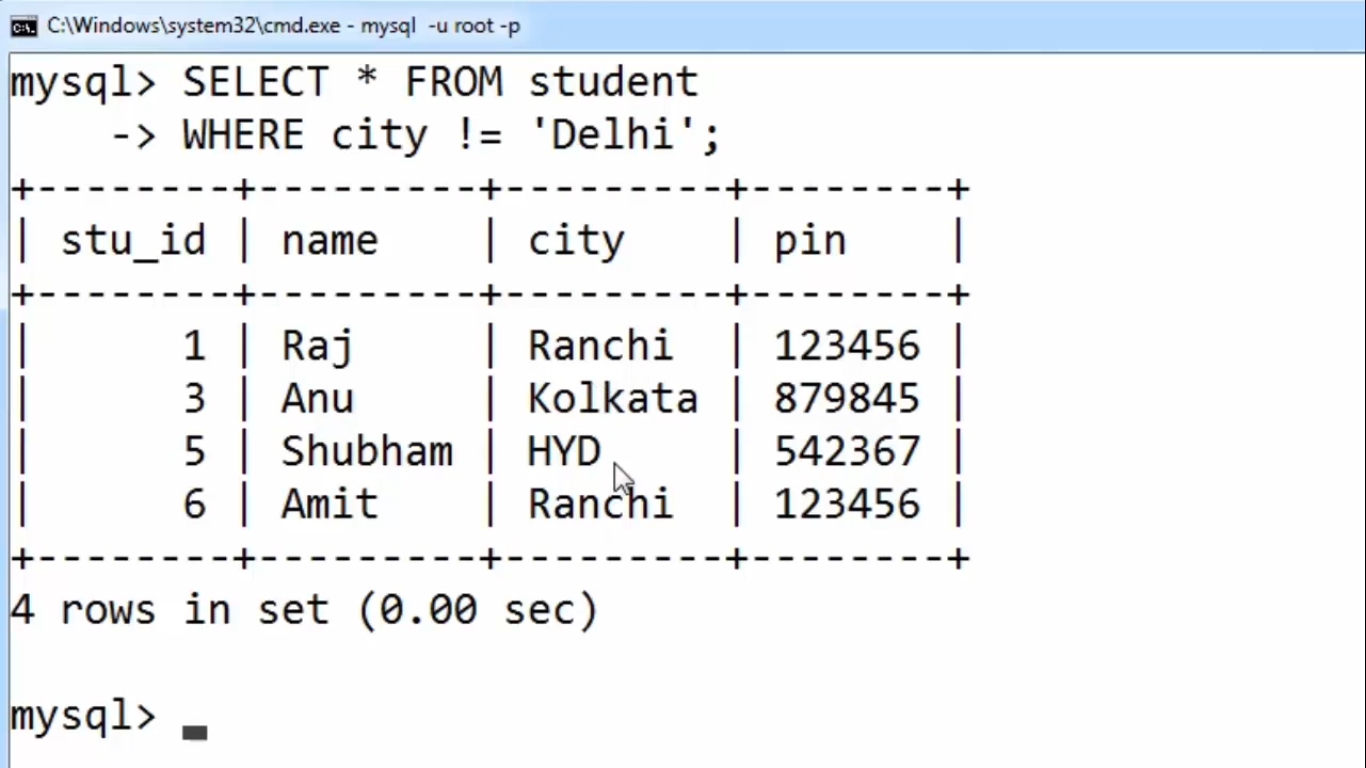 C:\Windows\system32\cmd.exe - mysql  -u root -p
mysql> SELECT * FROM student
    -> WHERE city != 'Delhi';
+--------+---------+---------+--------+
| stu_id | name    | city    | pin    |
+--------+---------+---------+--------+
|      1 | Raj     | Ranchi  | 123456 |
|      3 | Anu     | Kolkata | 879845 |
|      5 | Shubham | HYD     | 542367 |
|      6 | Amit    | Ranchi  | 123456 |
+--------+---------+---------+--------+
4 rows in set (0.00 sec)
mysql>